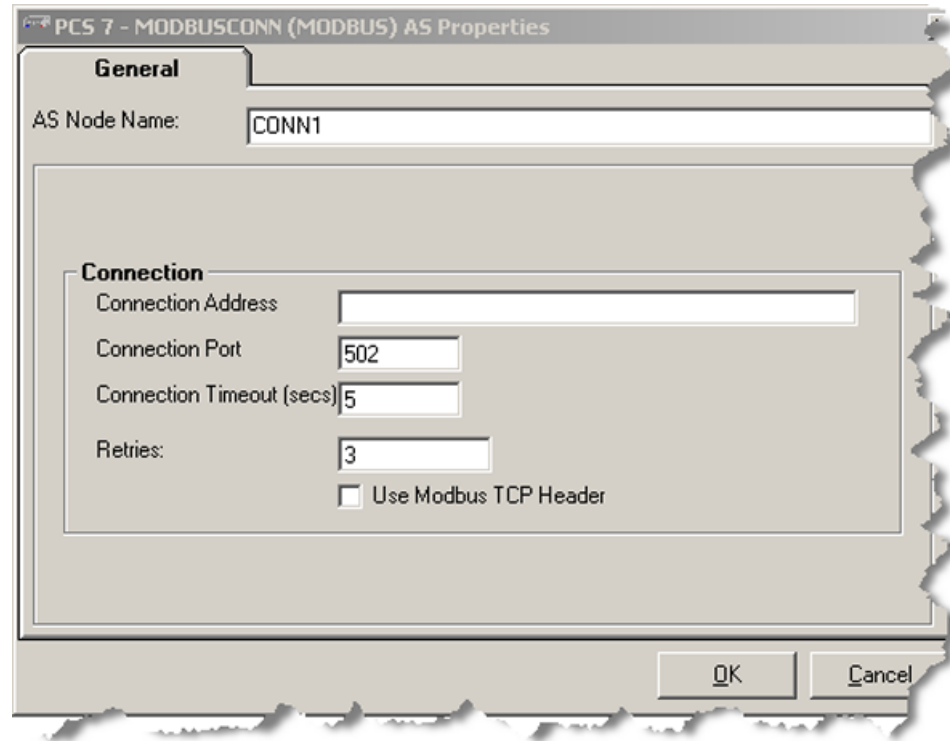 PCS 7 - MODBUSCONN (MODBUS) AS Properties
General
AS Node Name:
CONN1
Connection
Connection Address
Connection Port
502
Connection Timeout (secs)
5
Retries:
3
Use Modbus TCP Header
OK
Cancel